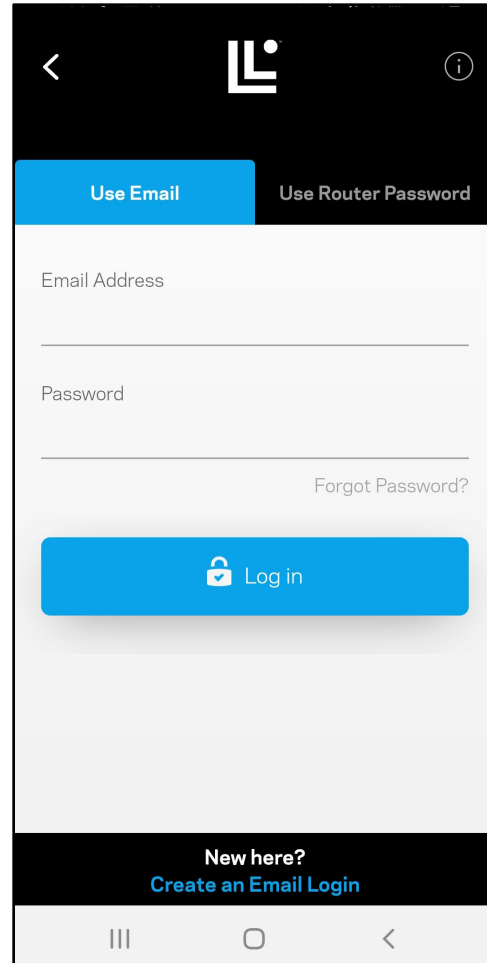 Use Email
Use Router Password
Email Address
Password
Forgot Password?
Log in
New here?
Create an Email Login